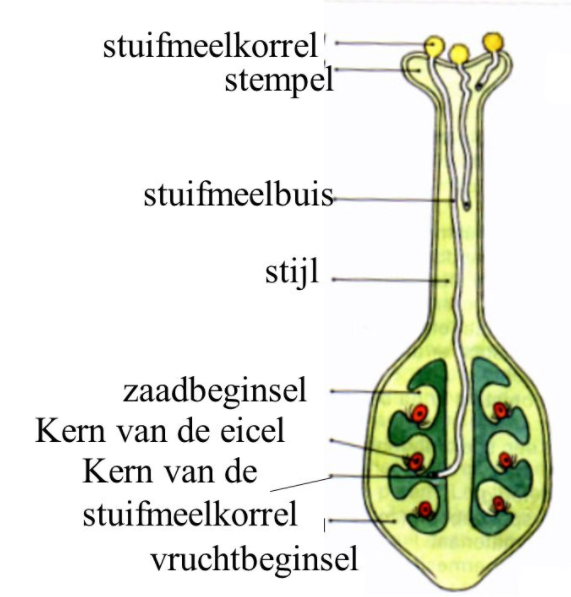 stuifmeelkorrel
stempel
stuifmeelbuis
stijl
zaadbeginsel
Kern van de eicel
Kern van de
stuifmeelkorrel
vruchtbeginsel